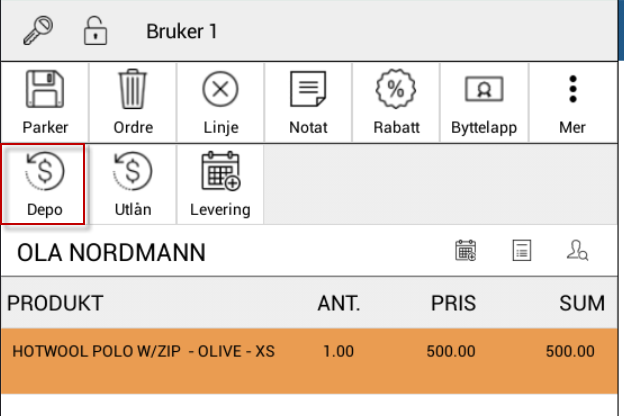 Bruker 1
Parker Ordre Linje Notat Rabatt Byttelapp Mer
Depo Utlån Levering
OLA NORDMANN
PRODUKT ANT. PRIS SUM
HOTWOOL POLO W/ZIP - OLIVE - XS 1.00 500.00 500.00